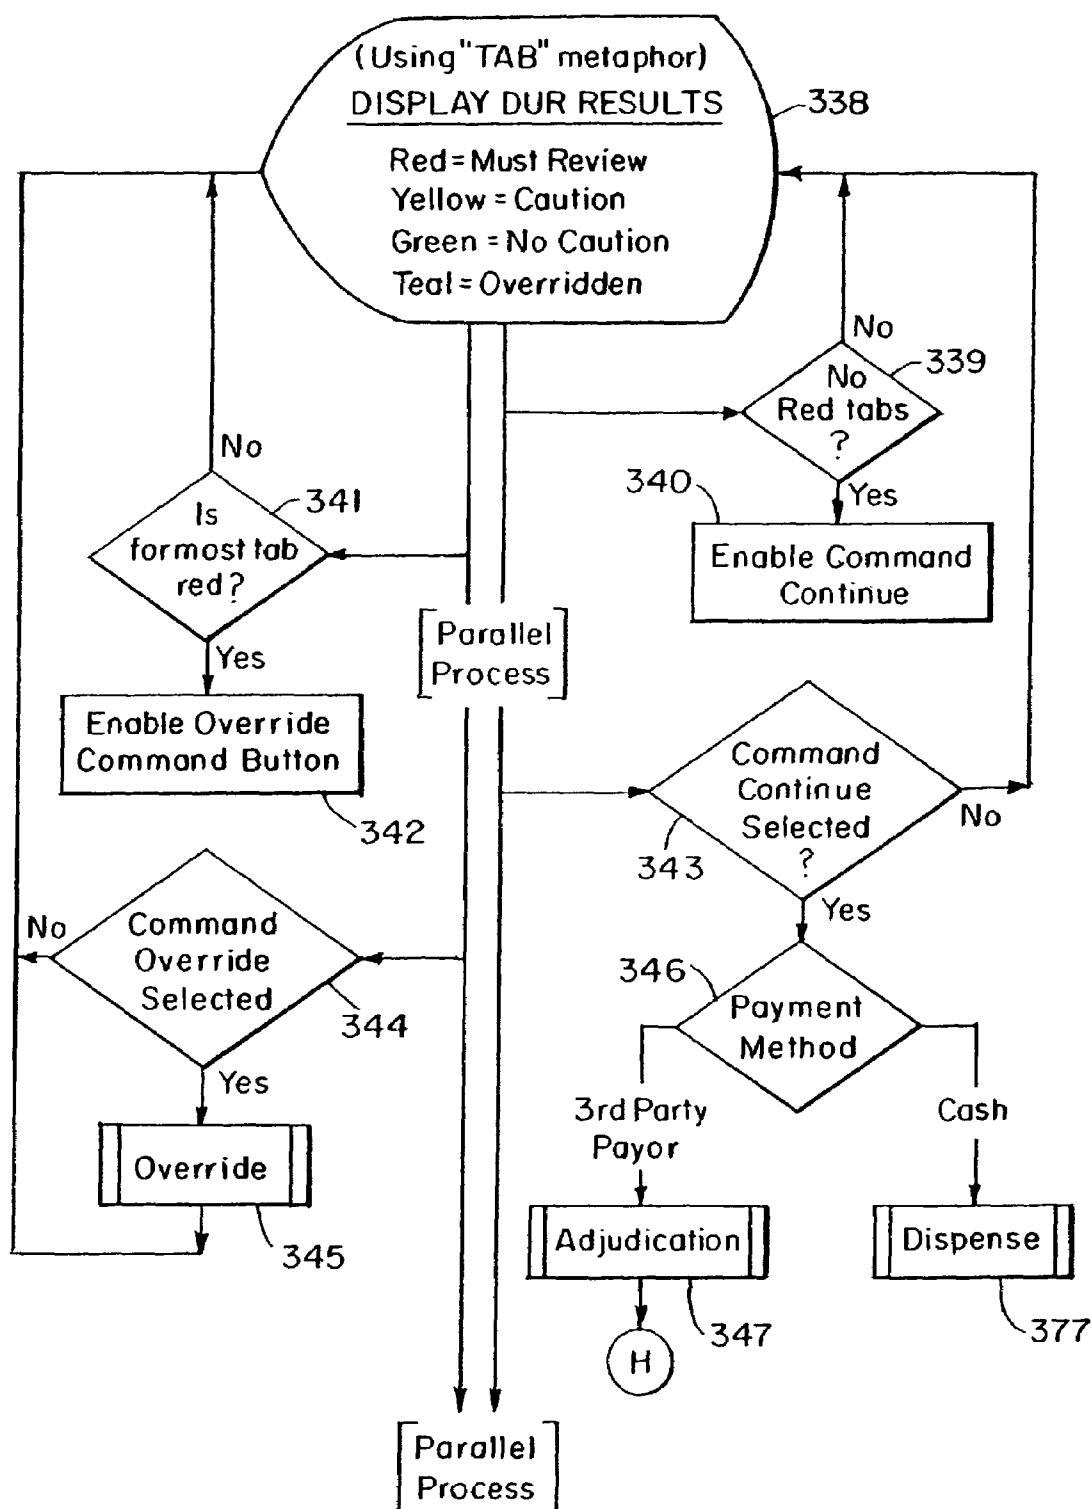 (Using "TAB" metaphor)
DISPLAY DUR RESULTS
338
Red = Must Review
Yellow = Caution
Green = No Caution
Teal = Overridden
No
339
No
Red tabs
?
Yes
340
Enable Command
Continue
No
341
Is
formost tab
red?
Yes
Enable Override
Command Button
342
[Parallel
Process]
Command
Continue
Selected
?
343
No
Yes
No
Command
Override
Selected
344
Yes
Override
345
346
Payment
Method
3rd Party
Payor
Cash
Adjudication
347
H
Dispense
377
[Parallel
Process]